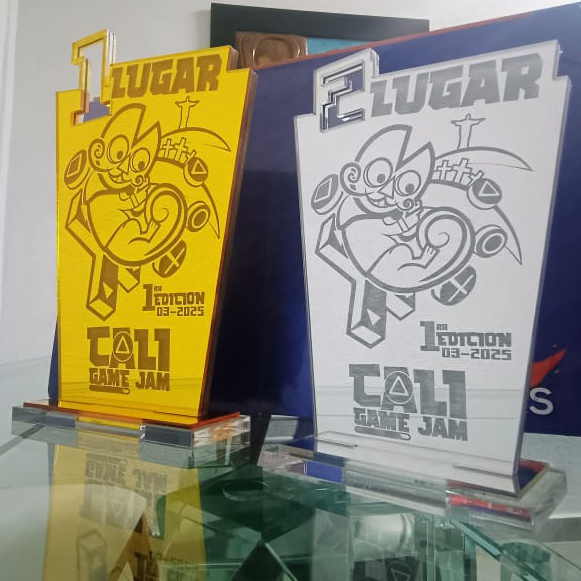 1 LUGAR
1RA EDICION
03-2025
CALI
GAME JAM
2 LUGAR
1RA EDICION
03-2025
CALI
GAME JAM
S